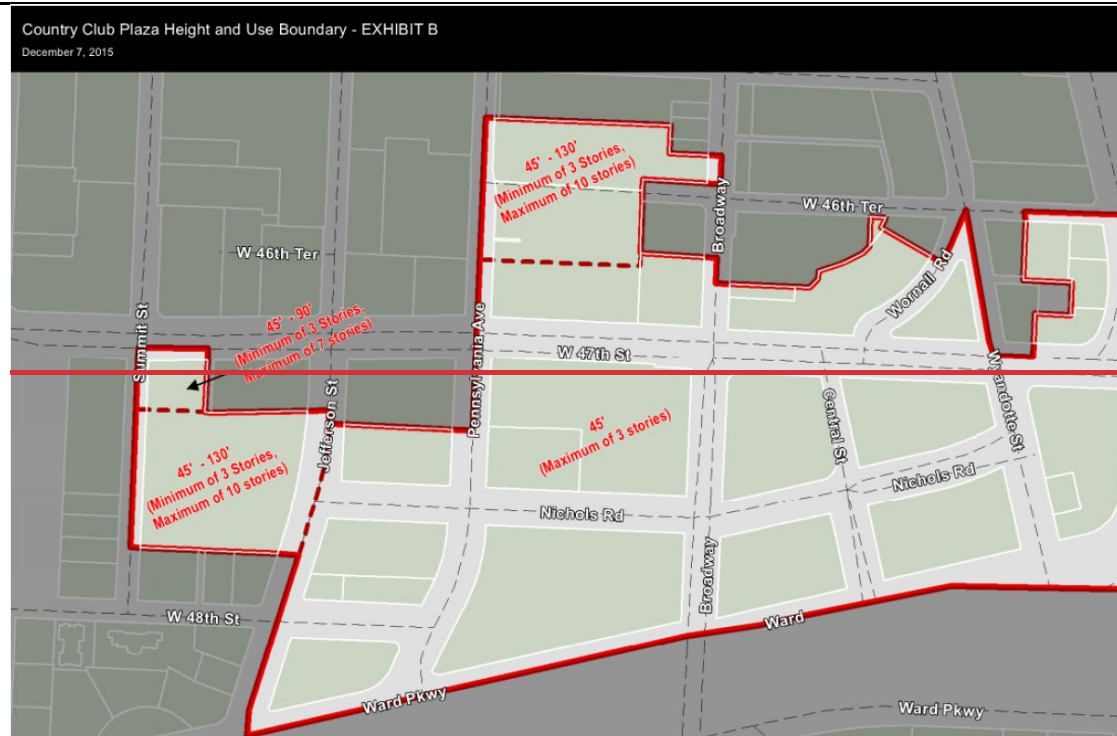 Country Club Plaza Height and Use Boundary - EXHIBIT B
December 7, 2015
45' - 130'
(Minimum of 3 Stories,
Maximum of 10 stories)
Broadway
W 46th Ter
W 46th Ter
Wornall Rd
Summit St
45' - 90'
(Minimum of 3 Stories,
Maximum of 7 stories)
Pennsylvania Ave
W 47th St
Jefferson St
45'
(Maximum of 3 stories)
Central St
Wyandotte St
45' - 130'
(Minimum of 3 Stories,
Maximum of 10 stories)
Nichols Rd
Nichols Rd
Broadway
W 48th St
Ward
Ward Pkwy
Ward Pkwy